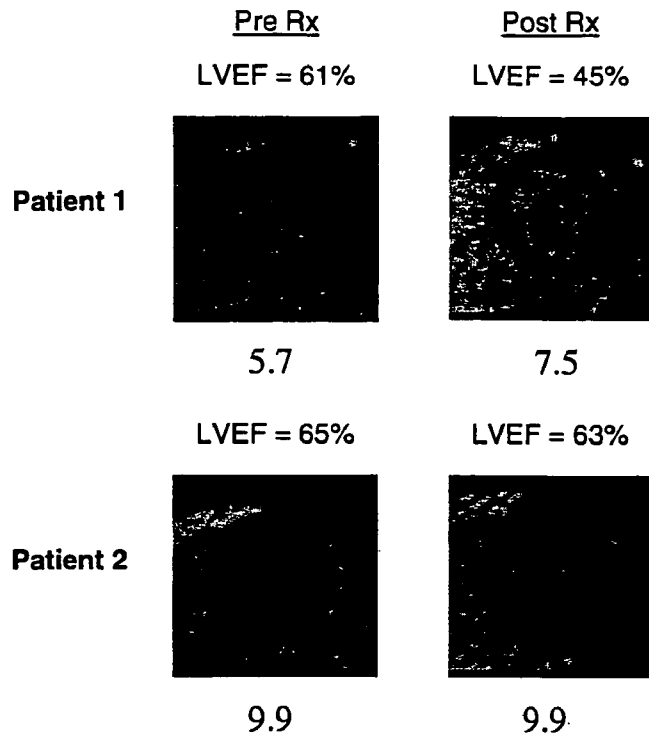 Pre Rx Post Rx
LVEF = 61% LVEF = 45%
Patient 1
5.7 7.5
LVEF = 65% LVEF = 63%
Patient 2
9.9 9.9